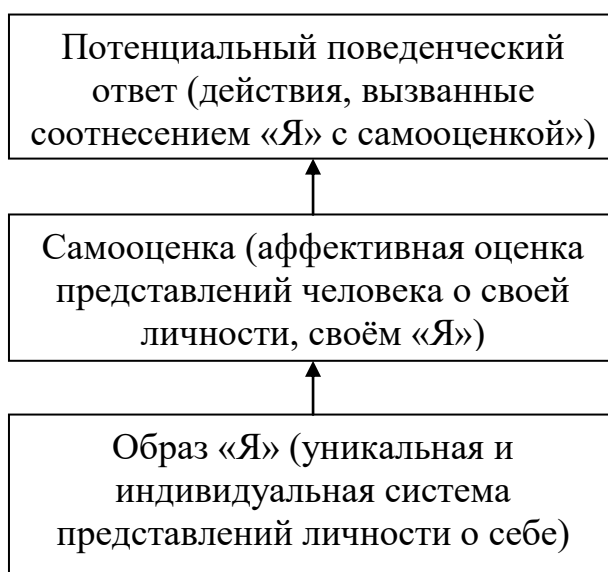 Потенциальный поведенческий
ответ (действия, вызванные
соотнесением «Я» с самооценкой»)
Самооценка (аффективная оценка
представлений человека о своей
личности, своём «Я»)
Образ «Я» (уникальная и
индивидуальная система
представлений личности о себе)